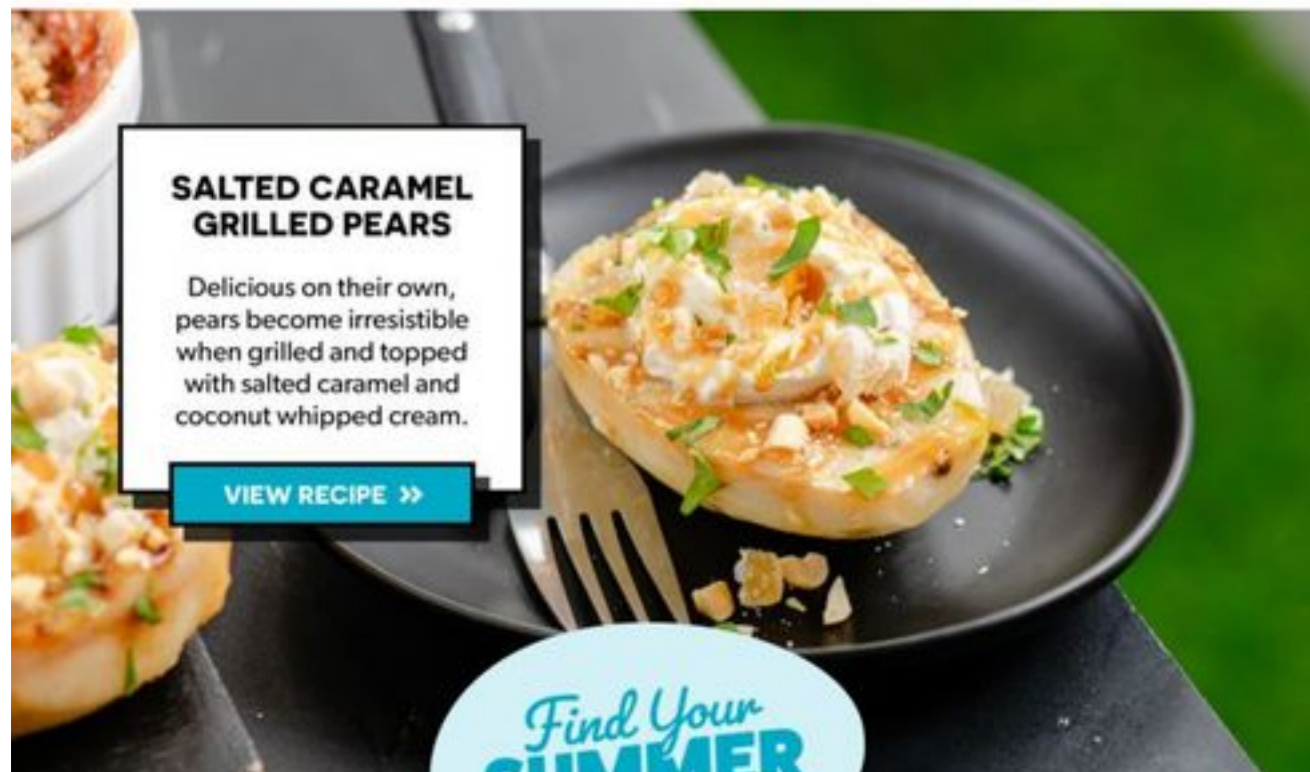 SALTED CARAMEL
GRILLED PEARS
Delicious on their own,
pears become irresistible
when grilled and topped
with salted caramel and
coconut whipped cream.
VIEW RECIPE »
Find Your
SUMMER